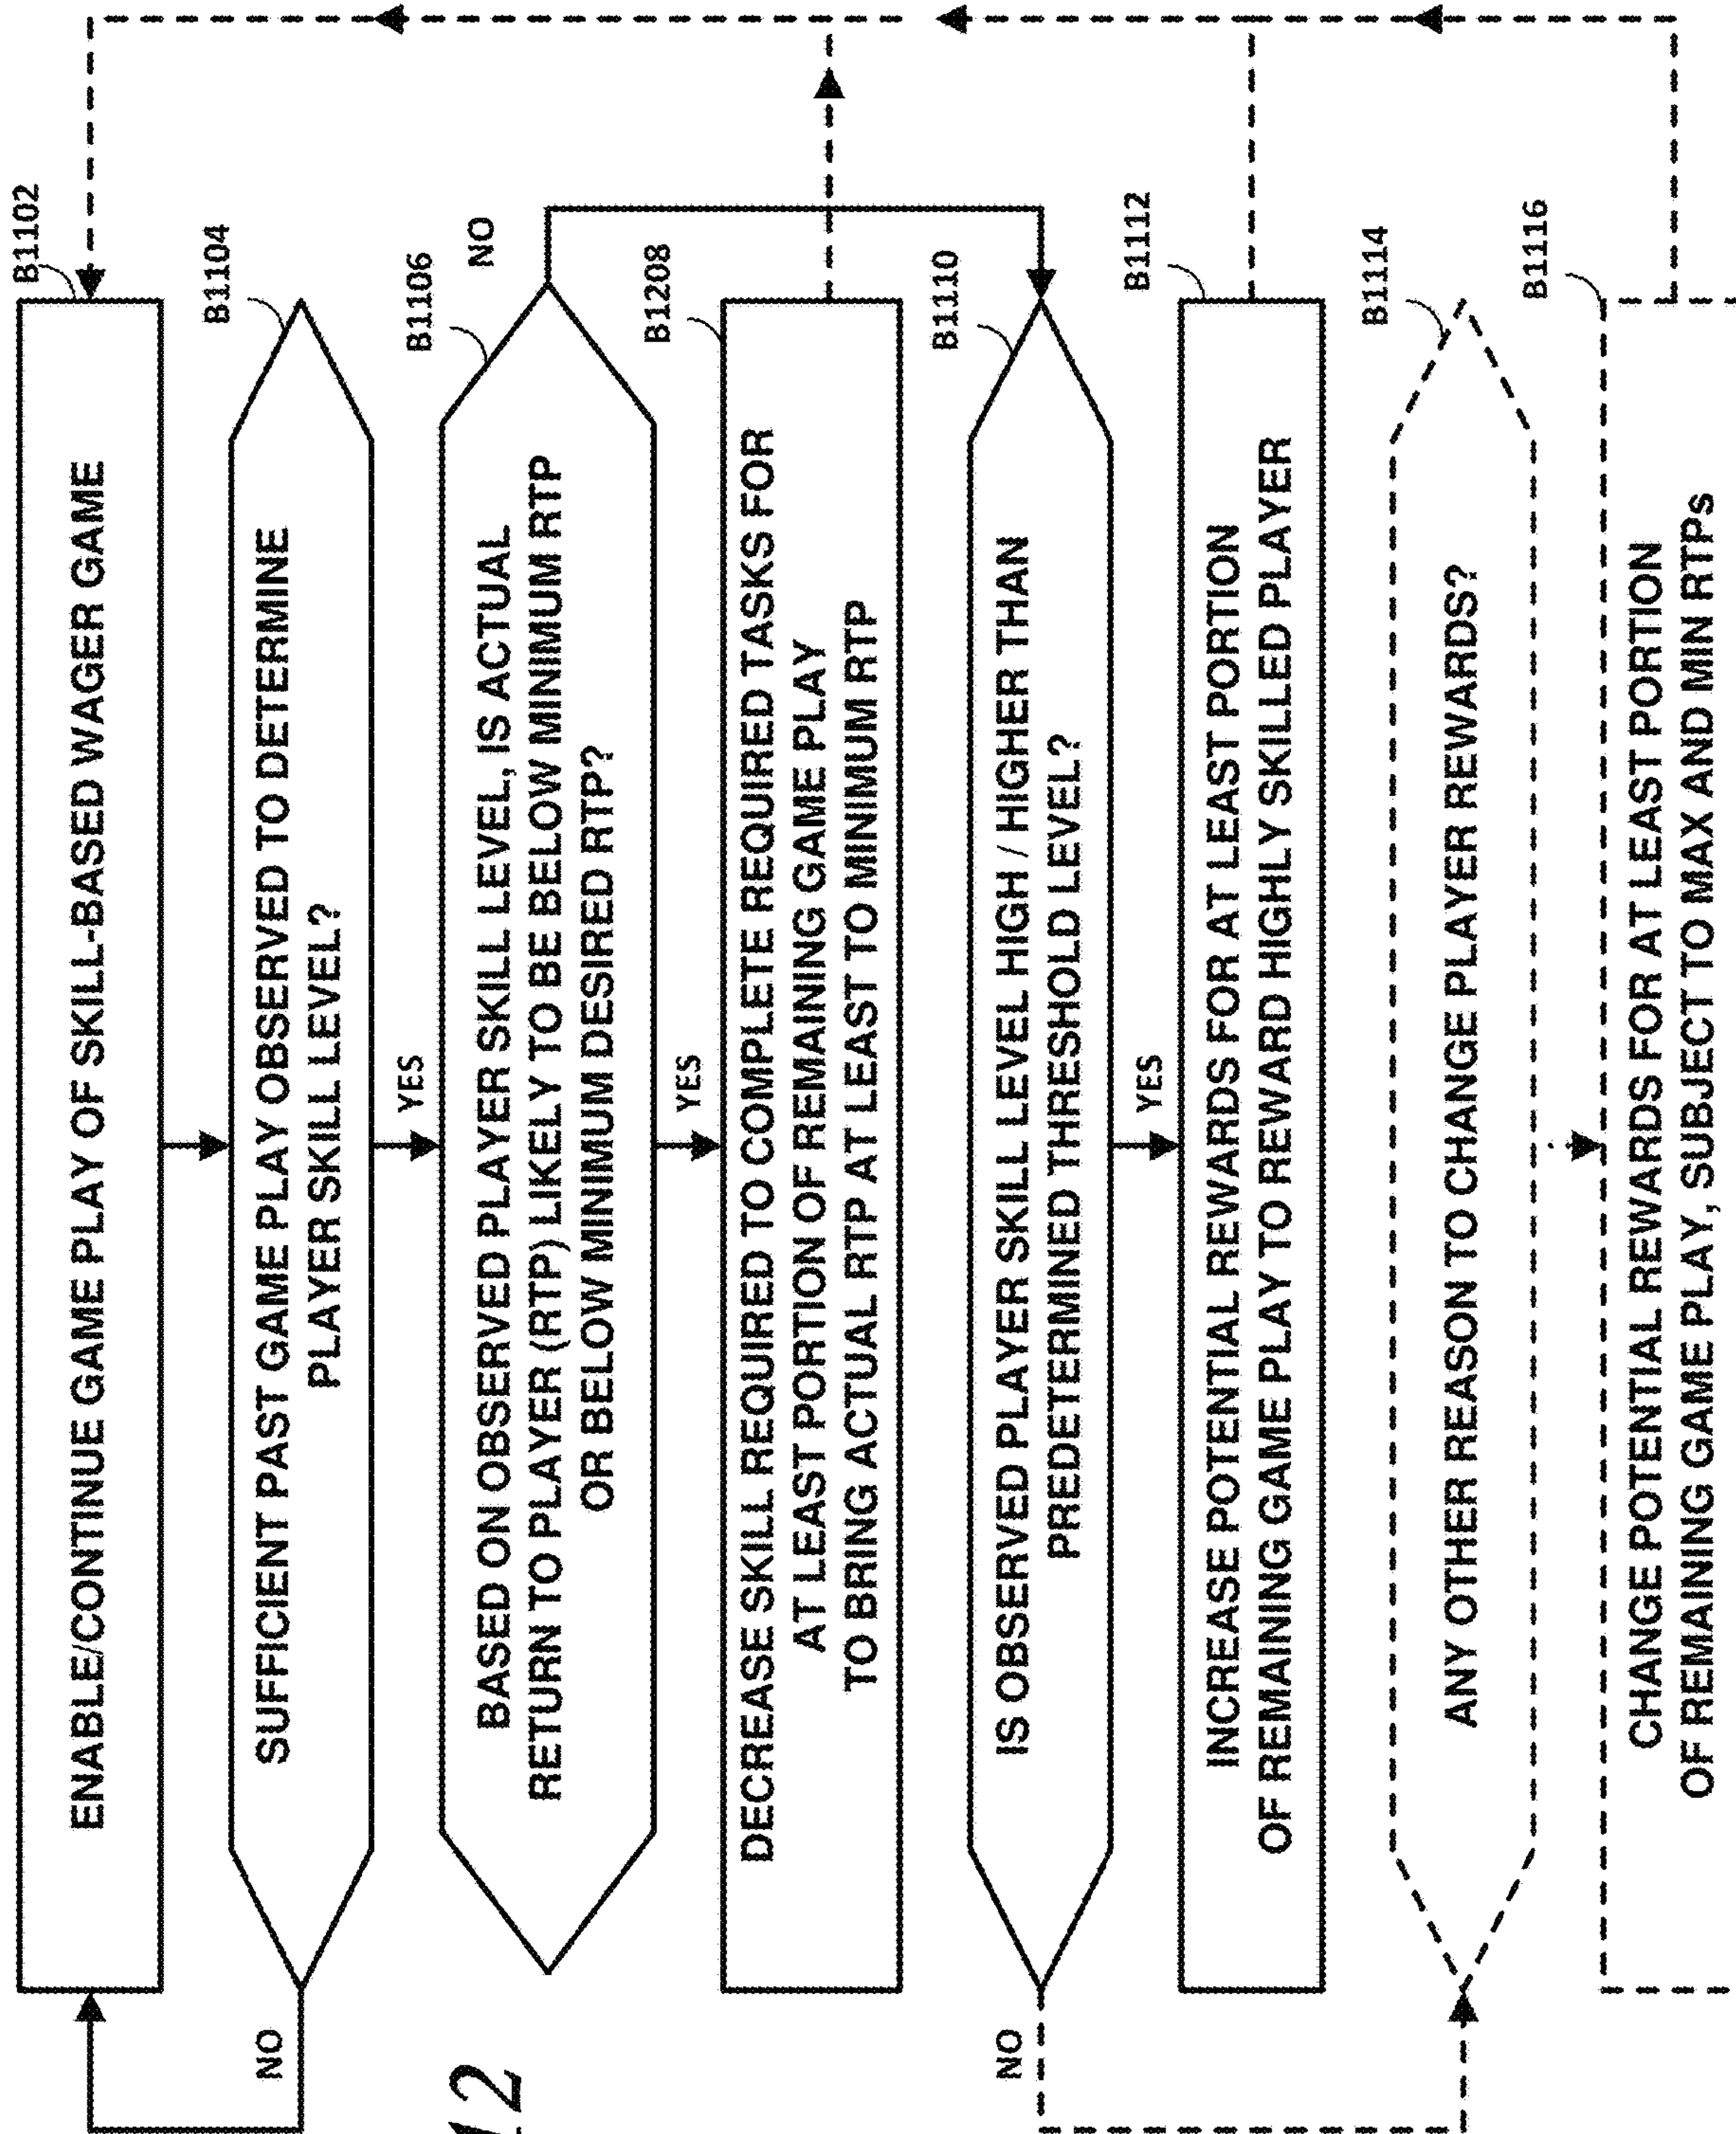 B1102
ENABLE/CONTINUE GAME PLAY OF SKILL-BASED WAGER GAME
B1104
SUFFICIENT PAST GAME PLAY OBSERVED TO DETERMINE
PLAYER SKILL LEVEL?
NO
YES
B1106
BASED ON OBSERVED PLAYER SKILL LEVEL, IS ACTUAL
RETURN TO PLAYER (RTP) LIKELY TO BE BELOW MINIMUM RTP
OR BELOW MINIMUM DESIRED RTP?
NO
YES
B1208
DECREASE SKILL REQUIRED TO COMPLETE REQUIRED TASKS FOR
AT LEAST PORTION OF REMAINING GAME PLAY
TO BRING ACTUAL RTP AT LEAST TO MINIMUM RTP
B1110
IS OBSERVED PLAYER SKILL LEVEL HIGH / HIGHER THAN
PREDETERMINED THRESHOLD LEVEL?
NO
YES
B1112
INCREASE POTENTIAL REWARDS FOR AT LEAST PORTION
OF REMAINING GAME PLAY TO REWARD HIGHLY SKILLED PLAYER
B1114
ANY OTHER REASON TO CHANGE PLAYER REWARDS?
B1116
CHANGE POTENTIAL REWARDS FOR AT LEAST PORTION
OF REMAINING GAME PLAY, SUBJECT TO MAX AND MIN RTPs
12